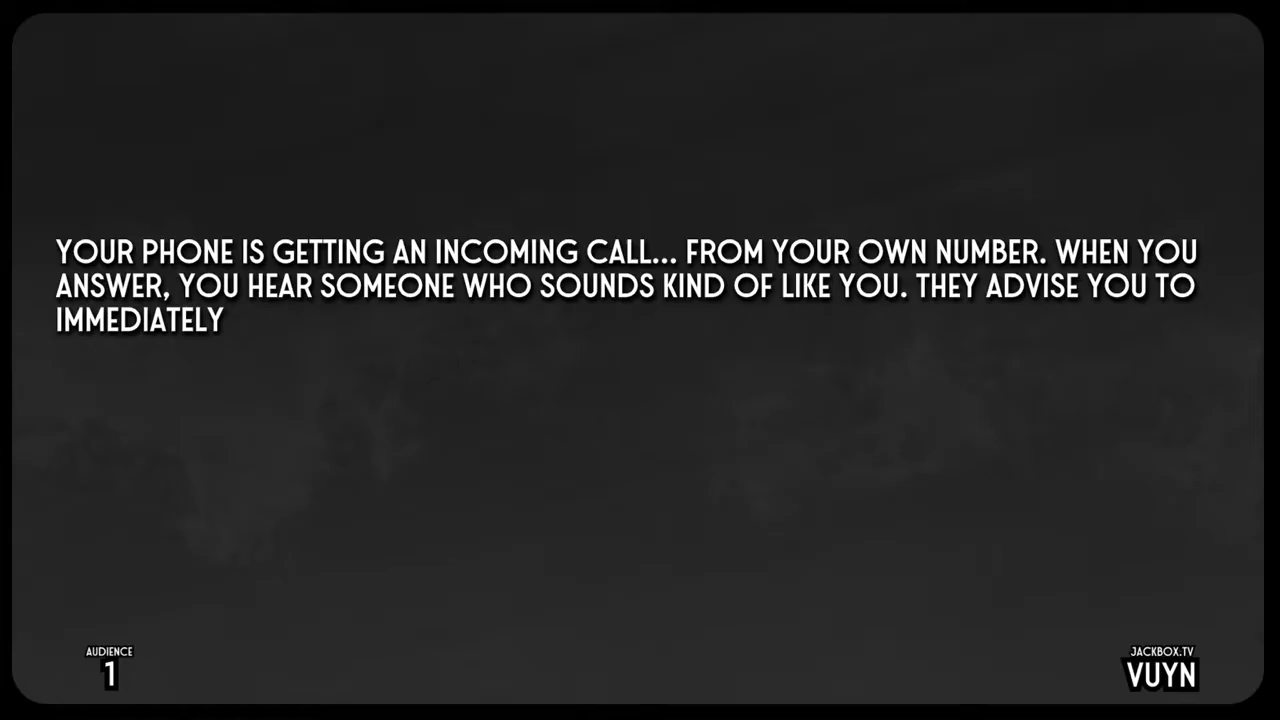 YOUR PHONE IS GETTING AN INCOMING CALL... FROM YOUR OWN NUMBER. WHEN YOU
ANSWER, YOU HEAR SOMEONE WHO SOUNDS KIND OF LIKE YOU. THEY ADVISE YOU TO
IMMEDIATELY
AUDIENCE
1
JACKBOX.TV
VUYN